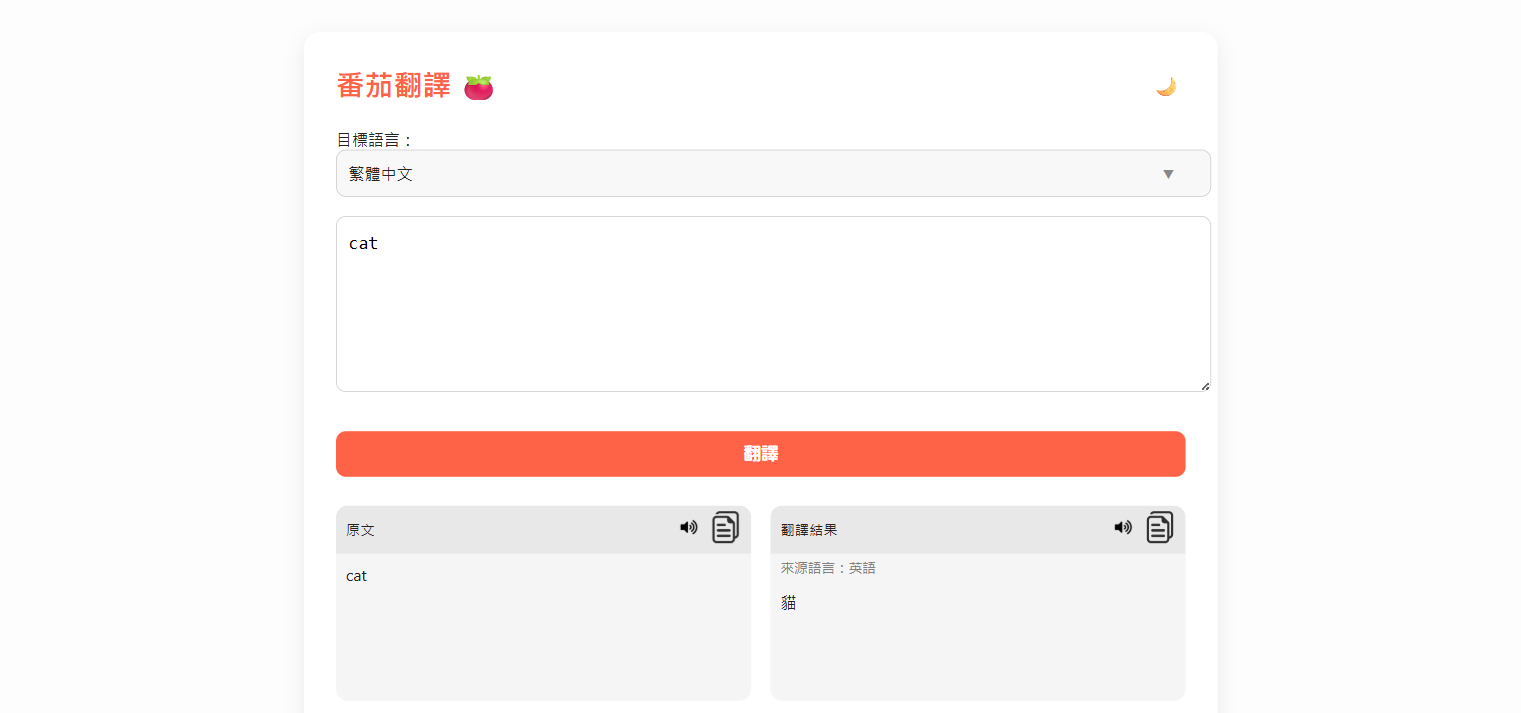 番茄翻譯
目標語言：
繁體中文
cat
翻譯
原文
cat
翻譯結果
來源語言：英語
貓